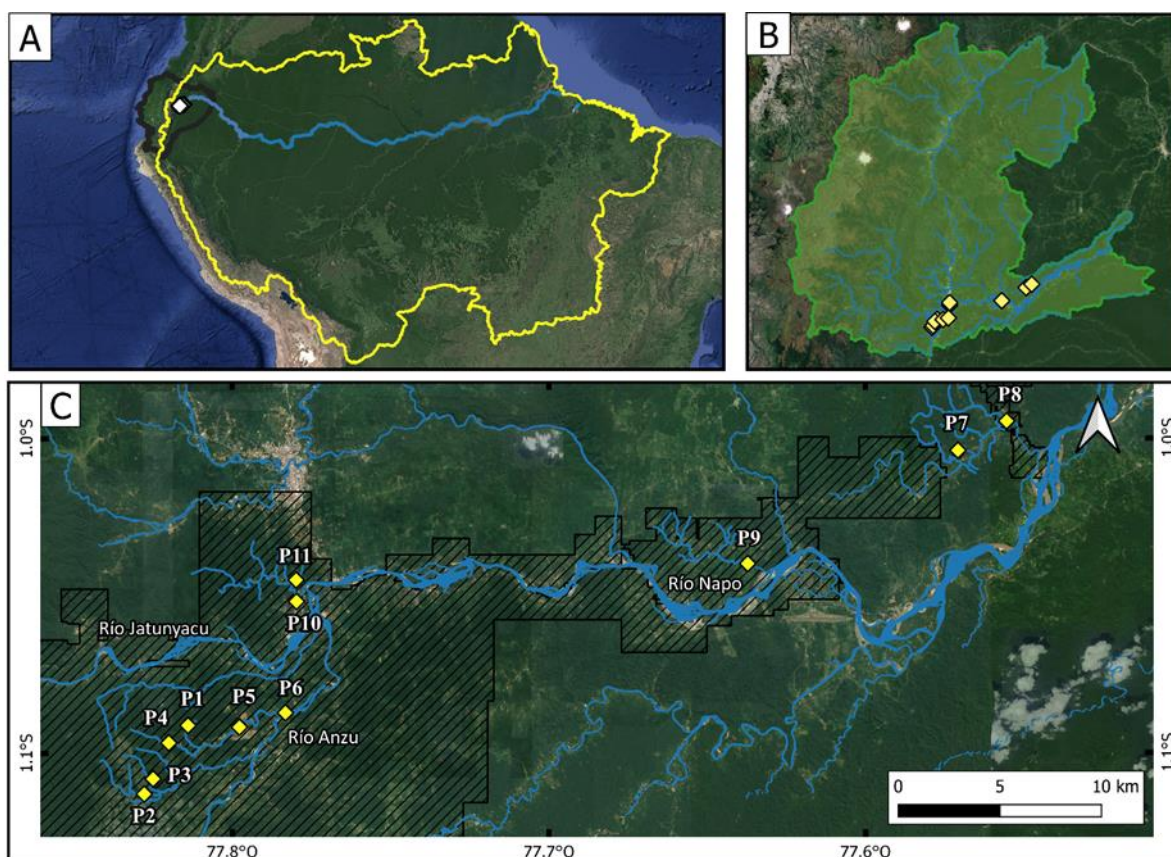 A
B
C
P8
P7
1.0°S
1.0°S
P11
P9
Río Napo
P10
Río Jatunyacu
P1
P5
P6
P4
Río Anzu
P3
P2
1.1°S
1.1°S
0 5 10 km
77.8°O
77.7°O
77.6°O